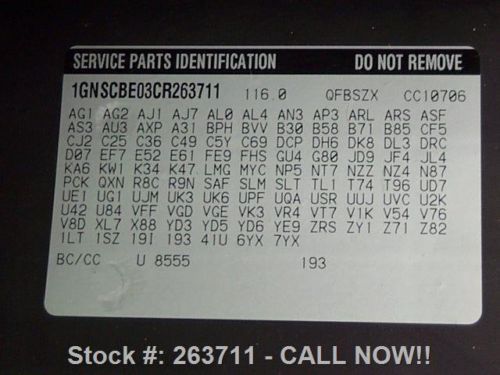 SERVICE PARTS IDENTIFICATION DO NOT REMOVE
1GNSCBE03CR263711 116.0 QFBSZX CC10706
AG1 AG2 AJ1 AJ7 AL0 AL4 AN3 AP3 ARL ARS ASF
AS3 AU3 AXP A31 BPH BVV B30 B58 B71 B85 CF5
CJ2 C25 C36 C49 C5Y C69 DCP DH6 DK8 DL3 DRC
D07 EF7 E52 E61 FE9 FHS GU4 G80 JD9 JF4 JL4
KA6 KW1 K34 K47 LMG MYC NP5 NT7 NZZ NZ4 N87
PCK QXN R8C R9N SAF SLM SLT TL1 T74 T96 UD7
UE1 UG1 UJM UK3 UK6 UPF UQA USR UUJ UVC U2K
U42 U84 VFF VGD VGE VK3 VR4 VT7 V1K V54 V76
V8D XL7 X88 YD3 YD5 YD6 YE9 ZRS ZY1 Z71 Z82
1LT 1SZ 19I 193 41U 6YX 7YX
BC/CC U 8555 193
Stock #: 263711 - CALL NOW!!